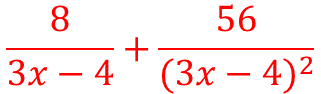 8/(3x − 4) + 56/(3x − 4)²